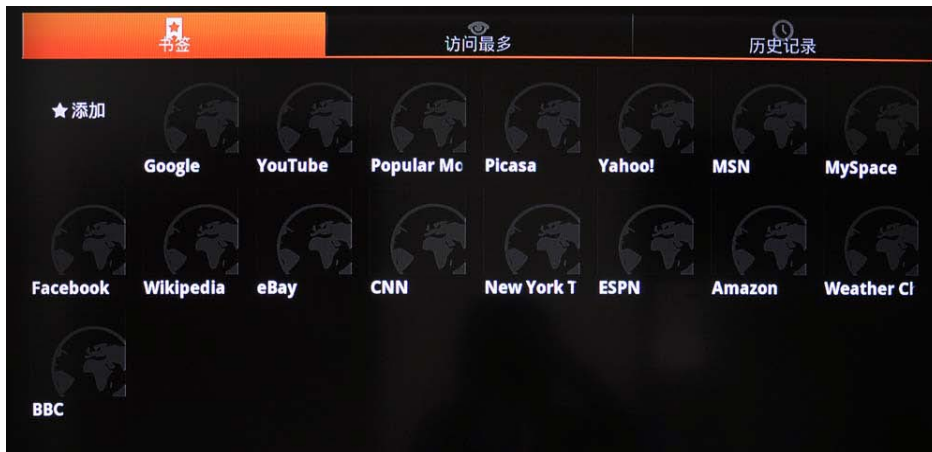 书签
访问最多
历史记录
添加
Google
YouTube
Popular Mo
Picasa
Yahoo!
MSN
MySpace
Facebook
Wikipedia
eBay
CNN
New York T
ESPN
Amazon
Weather Ch
BBC